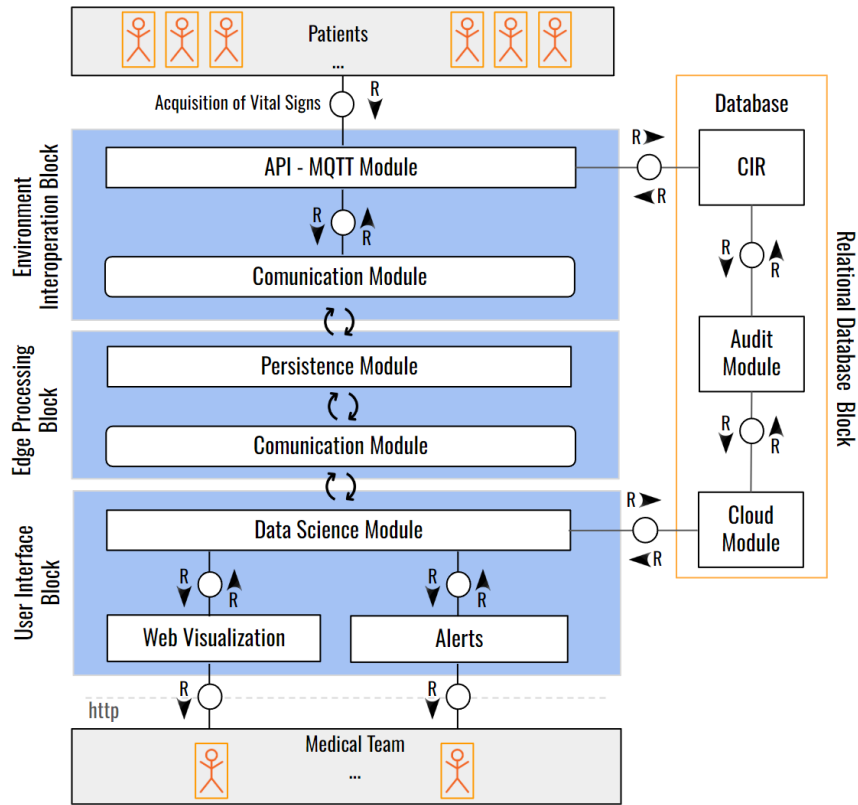 Patients
...
Acquisition of Vital Signs
R
Environment
Interoperation Block
API - MQTT Module
R
R
Comunication Module
R
R
Database
CIR
R
R
Audit
Module
R
R
Cloud
Module
Relational Database Block
Edge Processing
Block
Persistence Module
Comunication Module
User Interface
Block
Data Science Module
R
R
R
R
R
R
Web Visualization
Alerts
R
R
http
Medical Team
...